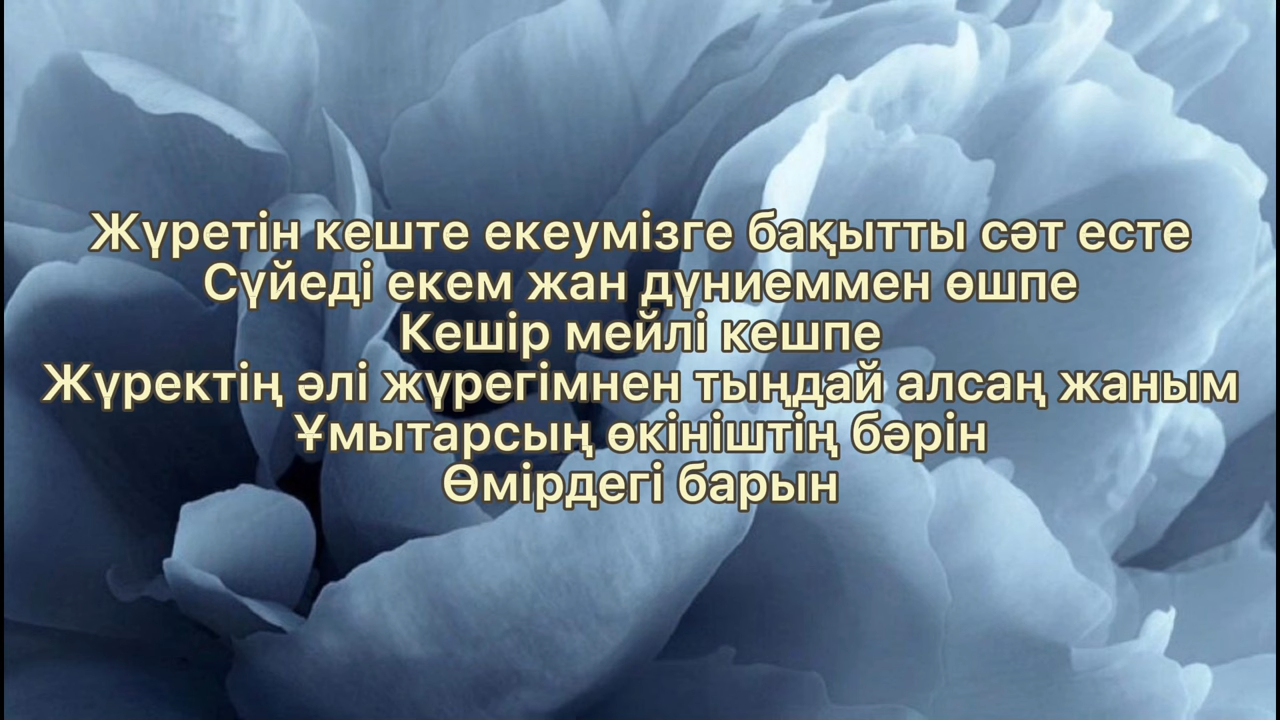 Жүретін кеште екеумізге бақытты сәт есте
Сүйеді екем жан дүниеммен өшпе
Кешір мейлі кешпе
Жүректің әлі жүрегімнен тыңдай алсаң жаным
Ұмытарсың өкініштің бәрін
Өмірдегі барын